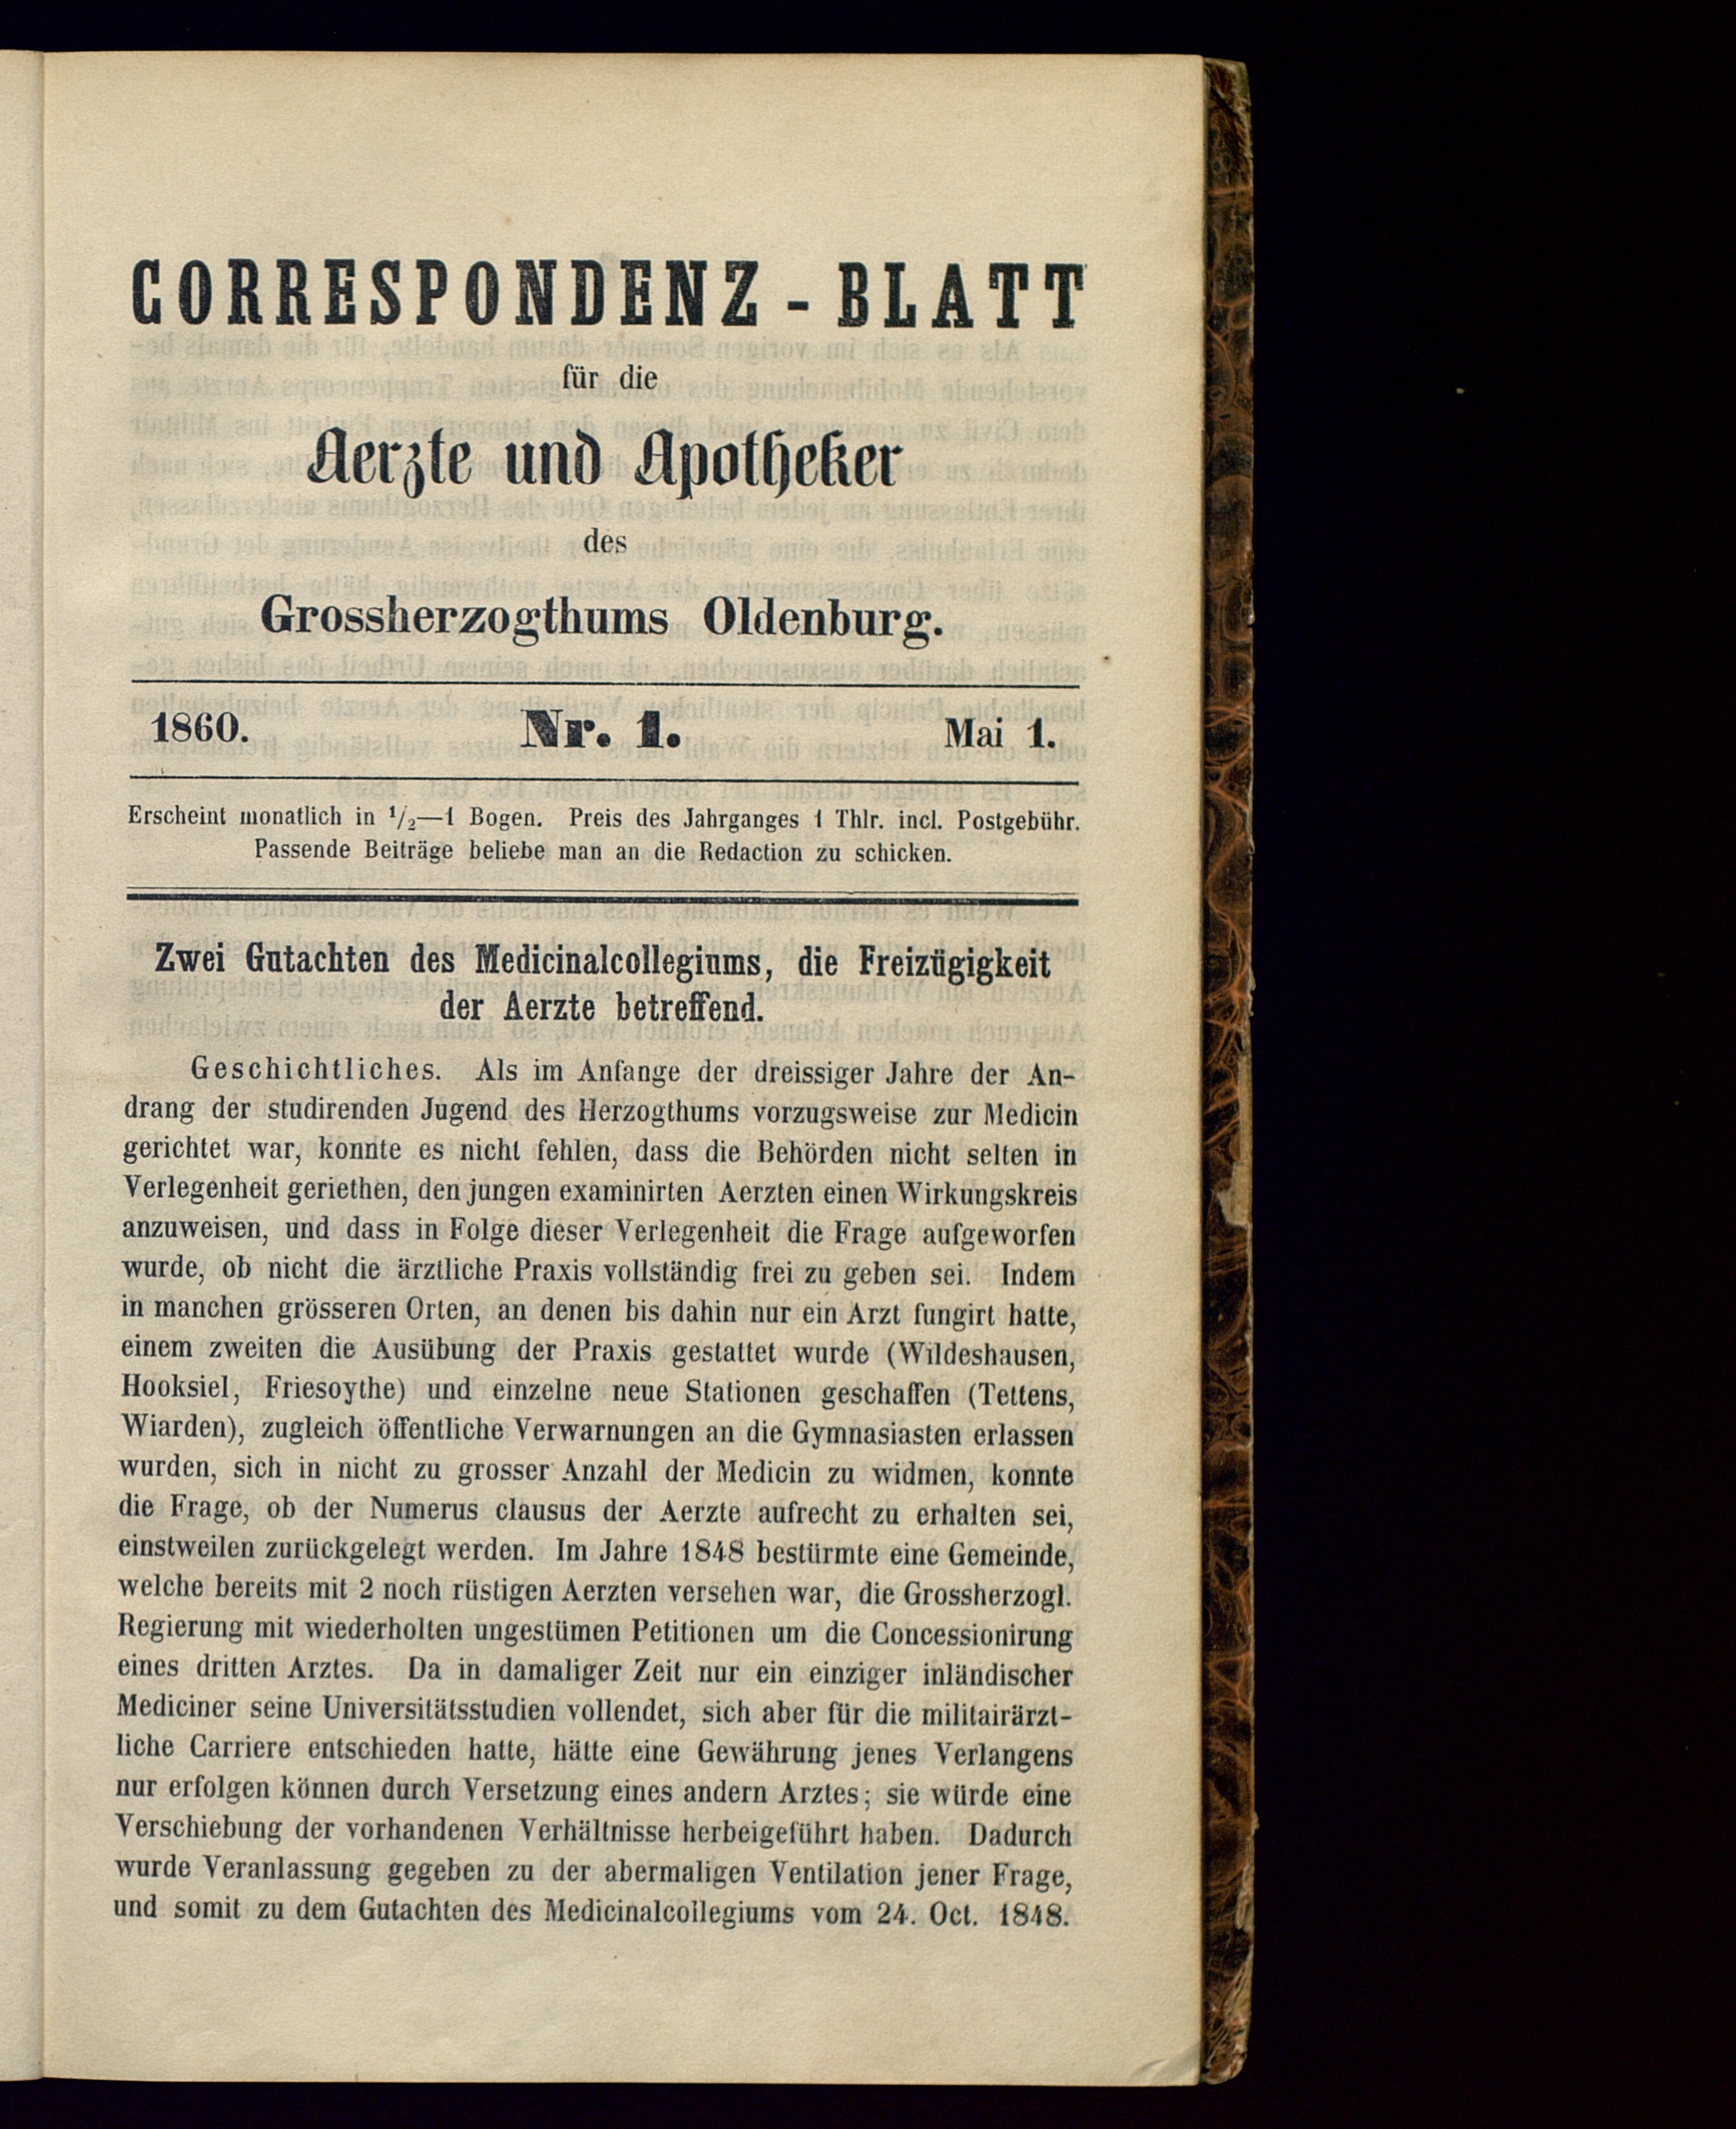 CORRESPONDENZ-BLATT
für die
Aerzte und Apotheker
des
Grossherzogthums Oldenburg.
1860. Nr. 1. Mai 1.
Erscheint monatlich in 1/2—1 Bogen. Preis des Jahrganges 1 Thlr. incl. Postgebühr.
Passende Beiträge beliebe man an die Redaction zu schicken.
Zwei Gutachten des Medicinalcollegiums, die Freizügigkeit
der Aerzte betreffend.
Geschichtliches. Als im Anfange der dreissiger Jahre der An-
drang der studirenden Jugend des Herzogthums vorzugsweise zur Medicin
gerichtet war, konnte es nicht fehlen, dass die Behörden nicht selten in
Verlegenheit geriethen, den jungen examinirten Aerzten einen Wirkungskreis
anzuweisen, und dass in Folge dieser Verlegenheit die Frage aufgeworfen
wurde, ob nicht die ärztliche Praxis vollständig frei zu geben sei. Indem
in manchen grösseren Orten, an denen bis dahin nur ein Arzt fungirt hatte,
einem zweiten die Ausübung der Praxis gestattet wurde (Wildeshausen,
Hooksiel, Friesoythe) und einzelne neue Stationen geschaffen (Tettens,
Wiarden), zugleich öffentliche Verwarnungen an die Gymnasiasten erlassen
wurden, sich in nicht zu grosser Anzahl der Medicin zu widmen, konnte
die Frage, ob der Numerus clausus der Aerzte aufrecht zu erhalten sei,
einstweilen zurückgelegt werden. Im Jahre 1848 bestürmte eine Gemeinde,
welche bereits mit 2 noch rüstigen Aerzten versehen war, die Grossherzogl.
Regierung mit wiederholten ungestümen Petitionen um die Concessionirung
eines dritten Arztes. Da in damaliger Zeit nur ein einziger inländischer
Mediciner seine Universitätsstudien vollendet, sich aber für die militairärzt-
liche Carriere entschieden hatte, hätte eine Gewährung jenes Verlangens
nur erfolgen können durch Versetzung eines andern Arztes; sie würde eine
Verschiebung der vorhandenen Verhältnisse herbeigeführt haben. Dadurch
wurde Veranlassung gegeben zu der abermaligen Ventilation jener Frage,
und somit zu dem Gutachten des Medicinalcollegiums vom 24. Oct. 1848.